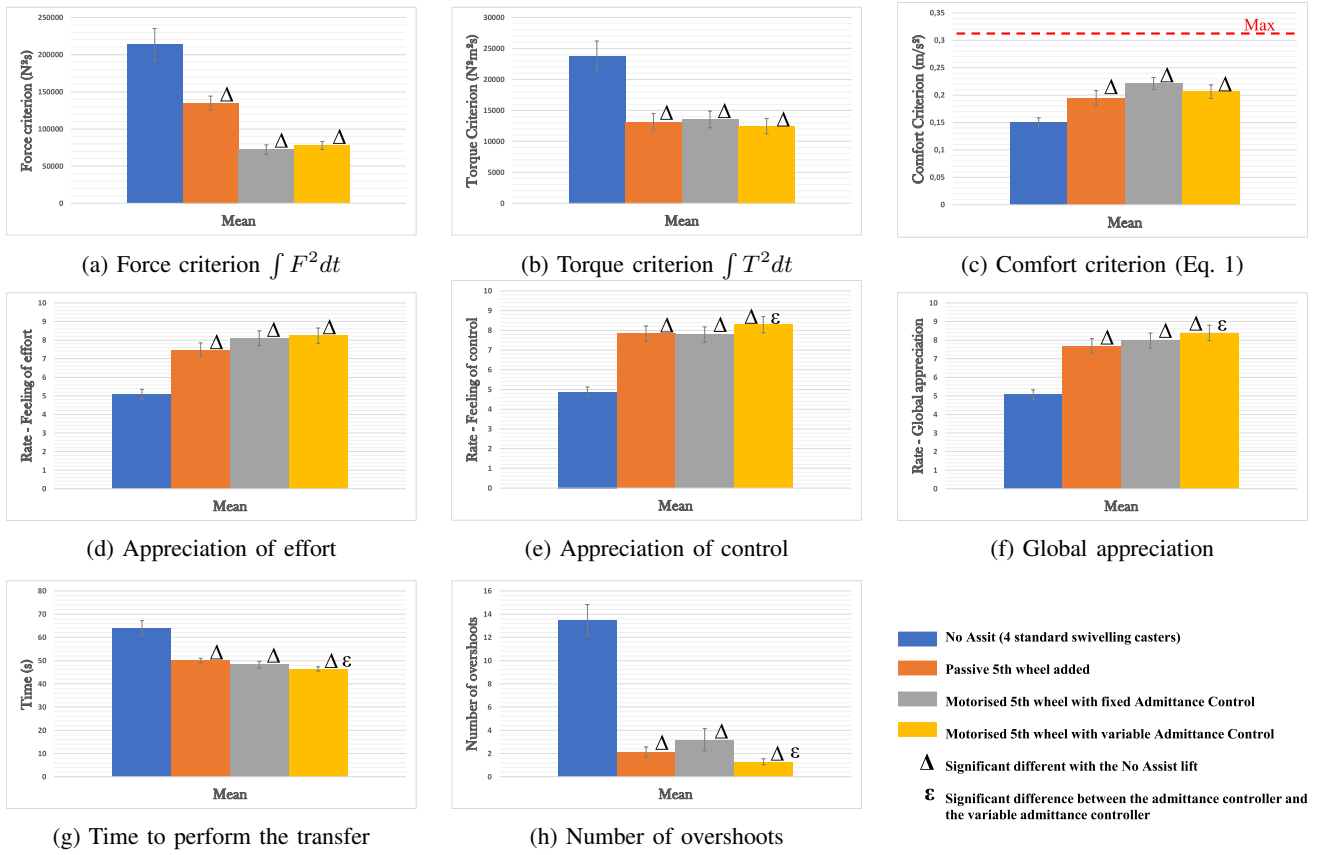 250000
200000
150000
100000
50000
0
Force criterion (N²s)
Δ
Δ
Δ
Mean
(a) Force criterion ∫ F²dt
30000
25000
20000
15000
10000
5000
0
Torque Criterion (N²m²s)
Δ
Δ
Δ
Mean
(b) Torque criterion ∫ T²dt
0,35
0,3
0,25
0,2
0,15
0,1
0,05
0
Comfort Criterion (m/s²)
Max
Δ
Δ
Δ
Mean
(c) Comfort criterion (Eq. 1)
10
9
8
7
6
5
4
3
2
1
0
Rate - Feeling of effort
Δ
Δ
Δ
Mean
(d) Appreciation of effort
10
9
8
7
6
5
4
3
2
1
0
Rate - Feeling of control
Δ
Δ
Δ ε
Mean
(e) Appreciation of control
10
9
8
7
6
5
4
3
2
1
0
Rate - Global appreciation
Δ
Δ
Δ ε
Mean
(f) Global appreciation
80
70
60
50
40
30
20
10
0
Time (s)
Δ
Δ
Δ ε
Mean
(g) Time to perform the transfer
16
14
12
10
8
6
4
2
0
Number of overshoots
Δ
Δ
Δ ε
Mean
(h) Number of overshoots
No Assit (4 standard swivelling casters)
Passive 5th wheel added
Motorised 5th wheel with fixed Admittance Control
Motorised 5th wheel with variable Admittance Control
Δ Significant different with the No Assist lift
ε Significant difference between the admittance controller and
the variable admittance controller